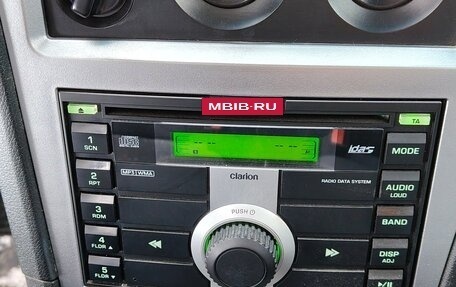 MBIB-RU
TA
1
SCN
MP3 WMA
idas
MODE
2
RPT
clarion
RADIO DATA SYSTEM
AUDIO
LOUD
3
RDM
PUSH
BAND
4
FLDR ▲
DISP
ADJ
5
FLDR ▼